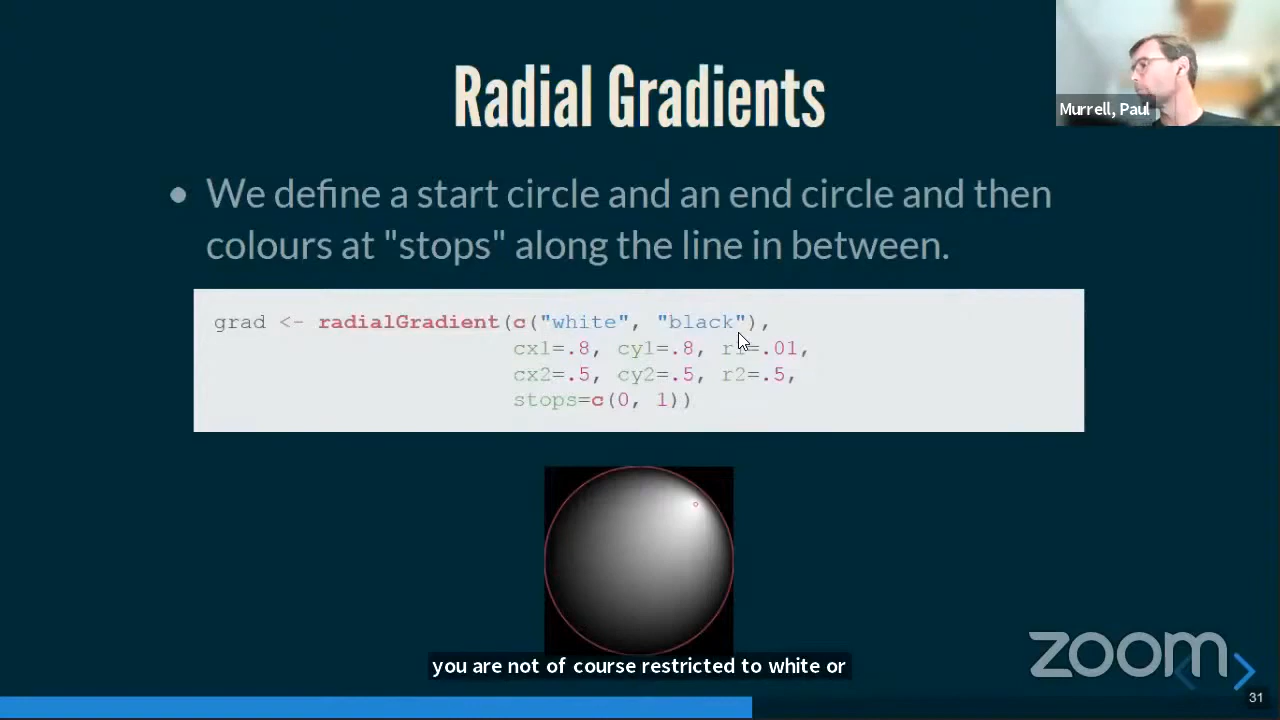 Radial Gradients
Murrell, Paul
• We define a start circle and an end circle and then
colours at "stops" along the line in between.
grad <- radialGradient(c("white", "black"),
cx1=.8, cy1=.8, r1=.01,
cx2=.5, cy2=.5, r2=.5,
stops=c(0, 1))
you are not of course restricted to white or
zoom
31